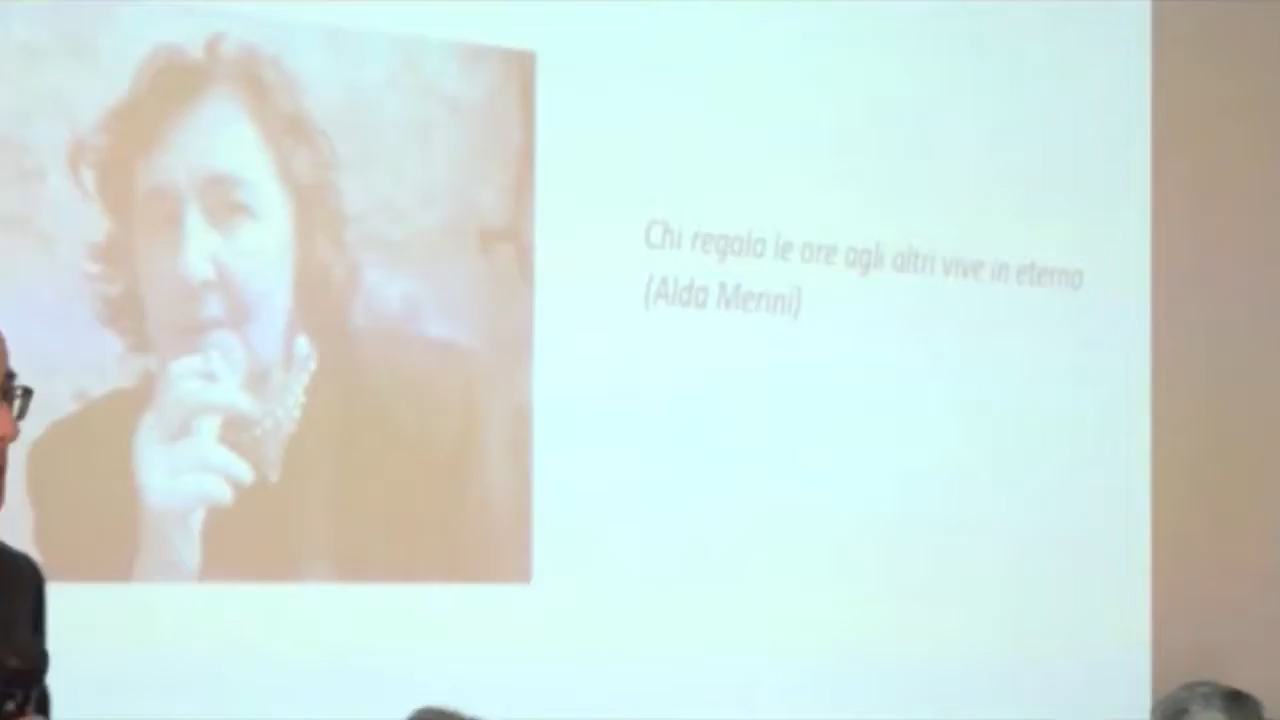 Chi regala le ore agli altri vive in eterno
(Alda Merini)